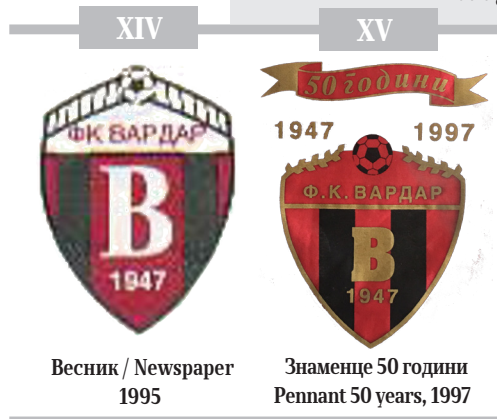 XIV
ФК ВАРДАР
В
1947
Весник / Newspaper
1995
XV
50 години
1947 1997
Ф.К. ВАРДАР
В
1947
Знаменце 50 години
Pennant 50 years, 1997